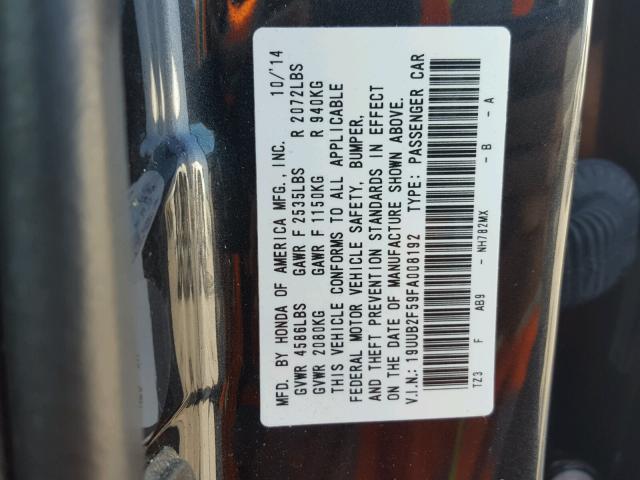 MFD. BY HONDA OF AMERICA MFG., INC. 10/'14
GVWR 4586LBS GAWR F 2535LBS R 2072LBS
GVWR 2080KG GAWR F 1150KG R 940KG
THIS VEHICLE CONFORMS TO ALL APPLICABLE
FEDERAL MOTOR VEHICLE SAFETY, BUMPER,
AND THEFT PREVENTION STANDARDS IN EFFECT
ON THE DATE OF MANUFACTURE SHOWN ABOVE.
V.I.N.: 19UUB2F59FA008192 TYPE: PASSENGER CAR
TZ3 F AB9 - NH782MX - B - A